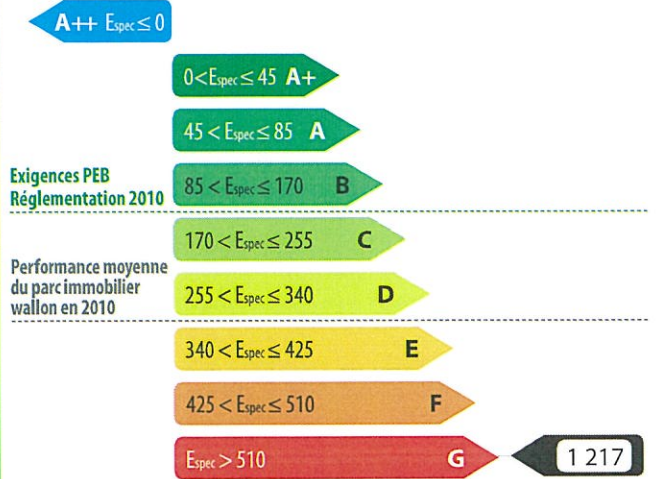 A++ Espec ≤ 0
0<Espec ≤ 45 A+
45 < Espec ≤ 85 A
Exigences PEB
Réglementation 2010
85 < Espec ≤ 170 B
170 < Espec ≤ 255 C
Performance moyenne
du parc immobilier
wallon en 2010
255 < Espec ≤ 340 D
340 < Espec ≤ 425 E
425 < Espec ≤ 510 F
Espec > 510 G
1 217